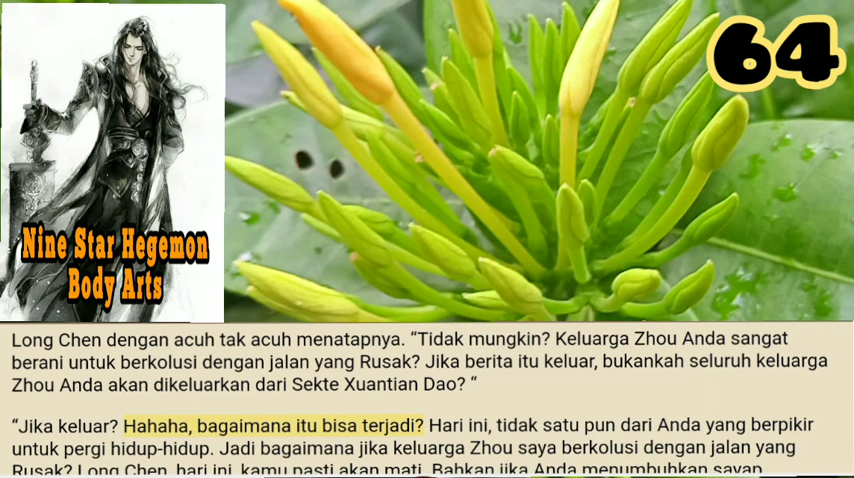 64
Nine Star Hegemon
Body Arts
Long Chen dengan acuh tak acuh menatapnya. “Tidak mungkin? Keluarga Zhou Anda sangat
berani untuk berkolusi dengan jalan yang Rusak? Jika berita itu keluar, bukankah seluruh keluarga
Zhou Anda akan dikeluarkan dari Sekte Xuantian Dao? “
“Jika keluar? Hahaha, bagaimana itu bisa terjadi? Hari ini, tidak satu pun dari Anda yang berpikir
untuk pergi hidup-hidup. Jadi bagaimana jika keluarga Zhou saya berkolusi dengan jalan yang
Rusak? Long Chen, hari ini, kamu pasti akan mati. Bahkan jika Anda menumbuhkan sayap,